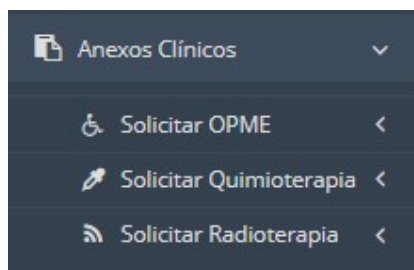 Anexos Clínicos
Solicitar OPME
Solicitar Quimioterapia
Solicitar Radioterapia